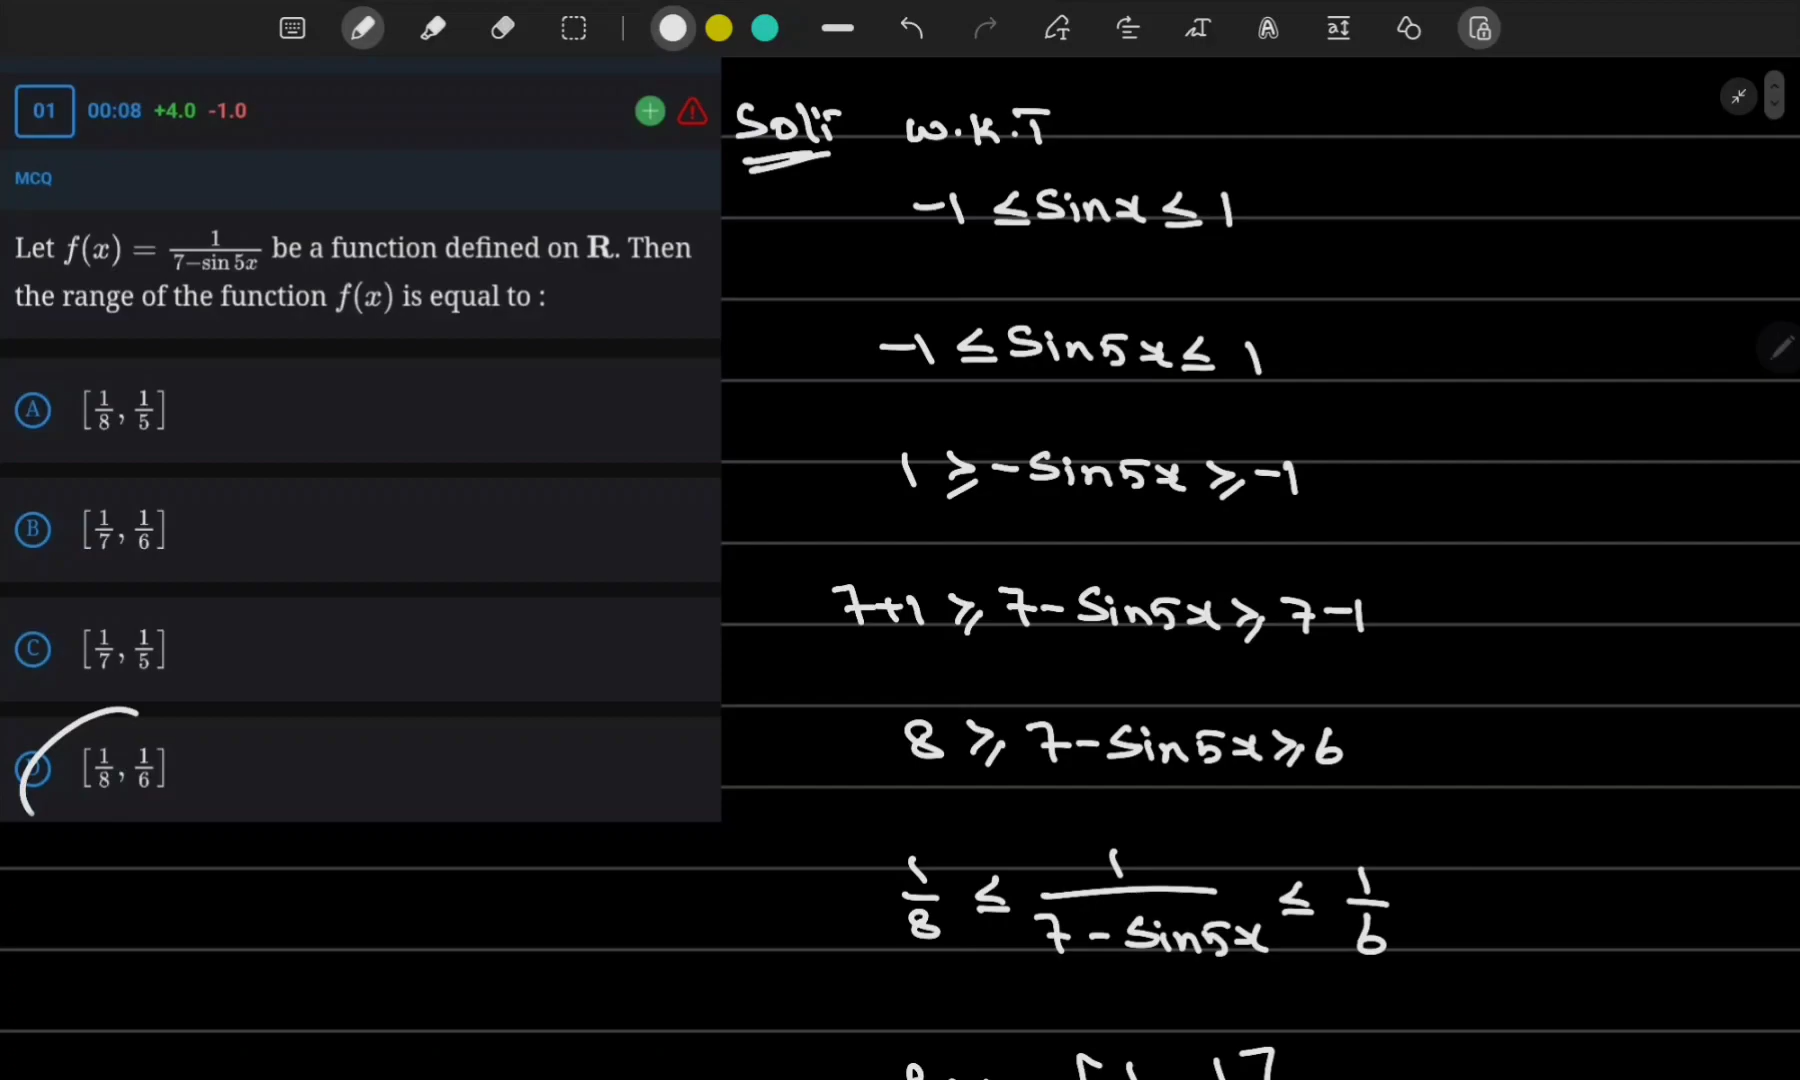 01 00:08 +4.0 -1.0
MCQ
Let f(x) = 1/(7−sin 5x) be a function defined on R. Then
the range of the function f(x) is equal to :
A [1/8, 1/5]
B [1/7, 1/6]
C [1/7, 1/5]
D [1/8, 1/6]
W.K.T
-1 ≤ Sinx ≤ 1
-1 ≤ Sin5x ≤ 1
1 ≥ -Sin5x ≥ -1
7+1 ≥ 7-Sin5x ≥ 7-1
8 ≥ 7-Sin5x ≥ 6
1/8 ≤ 1/(7-Sin5x) ≤ 1/6